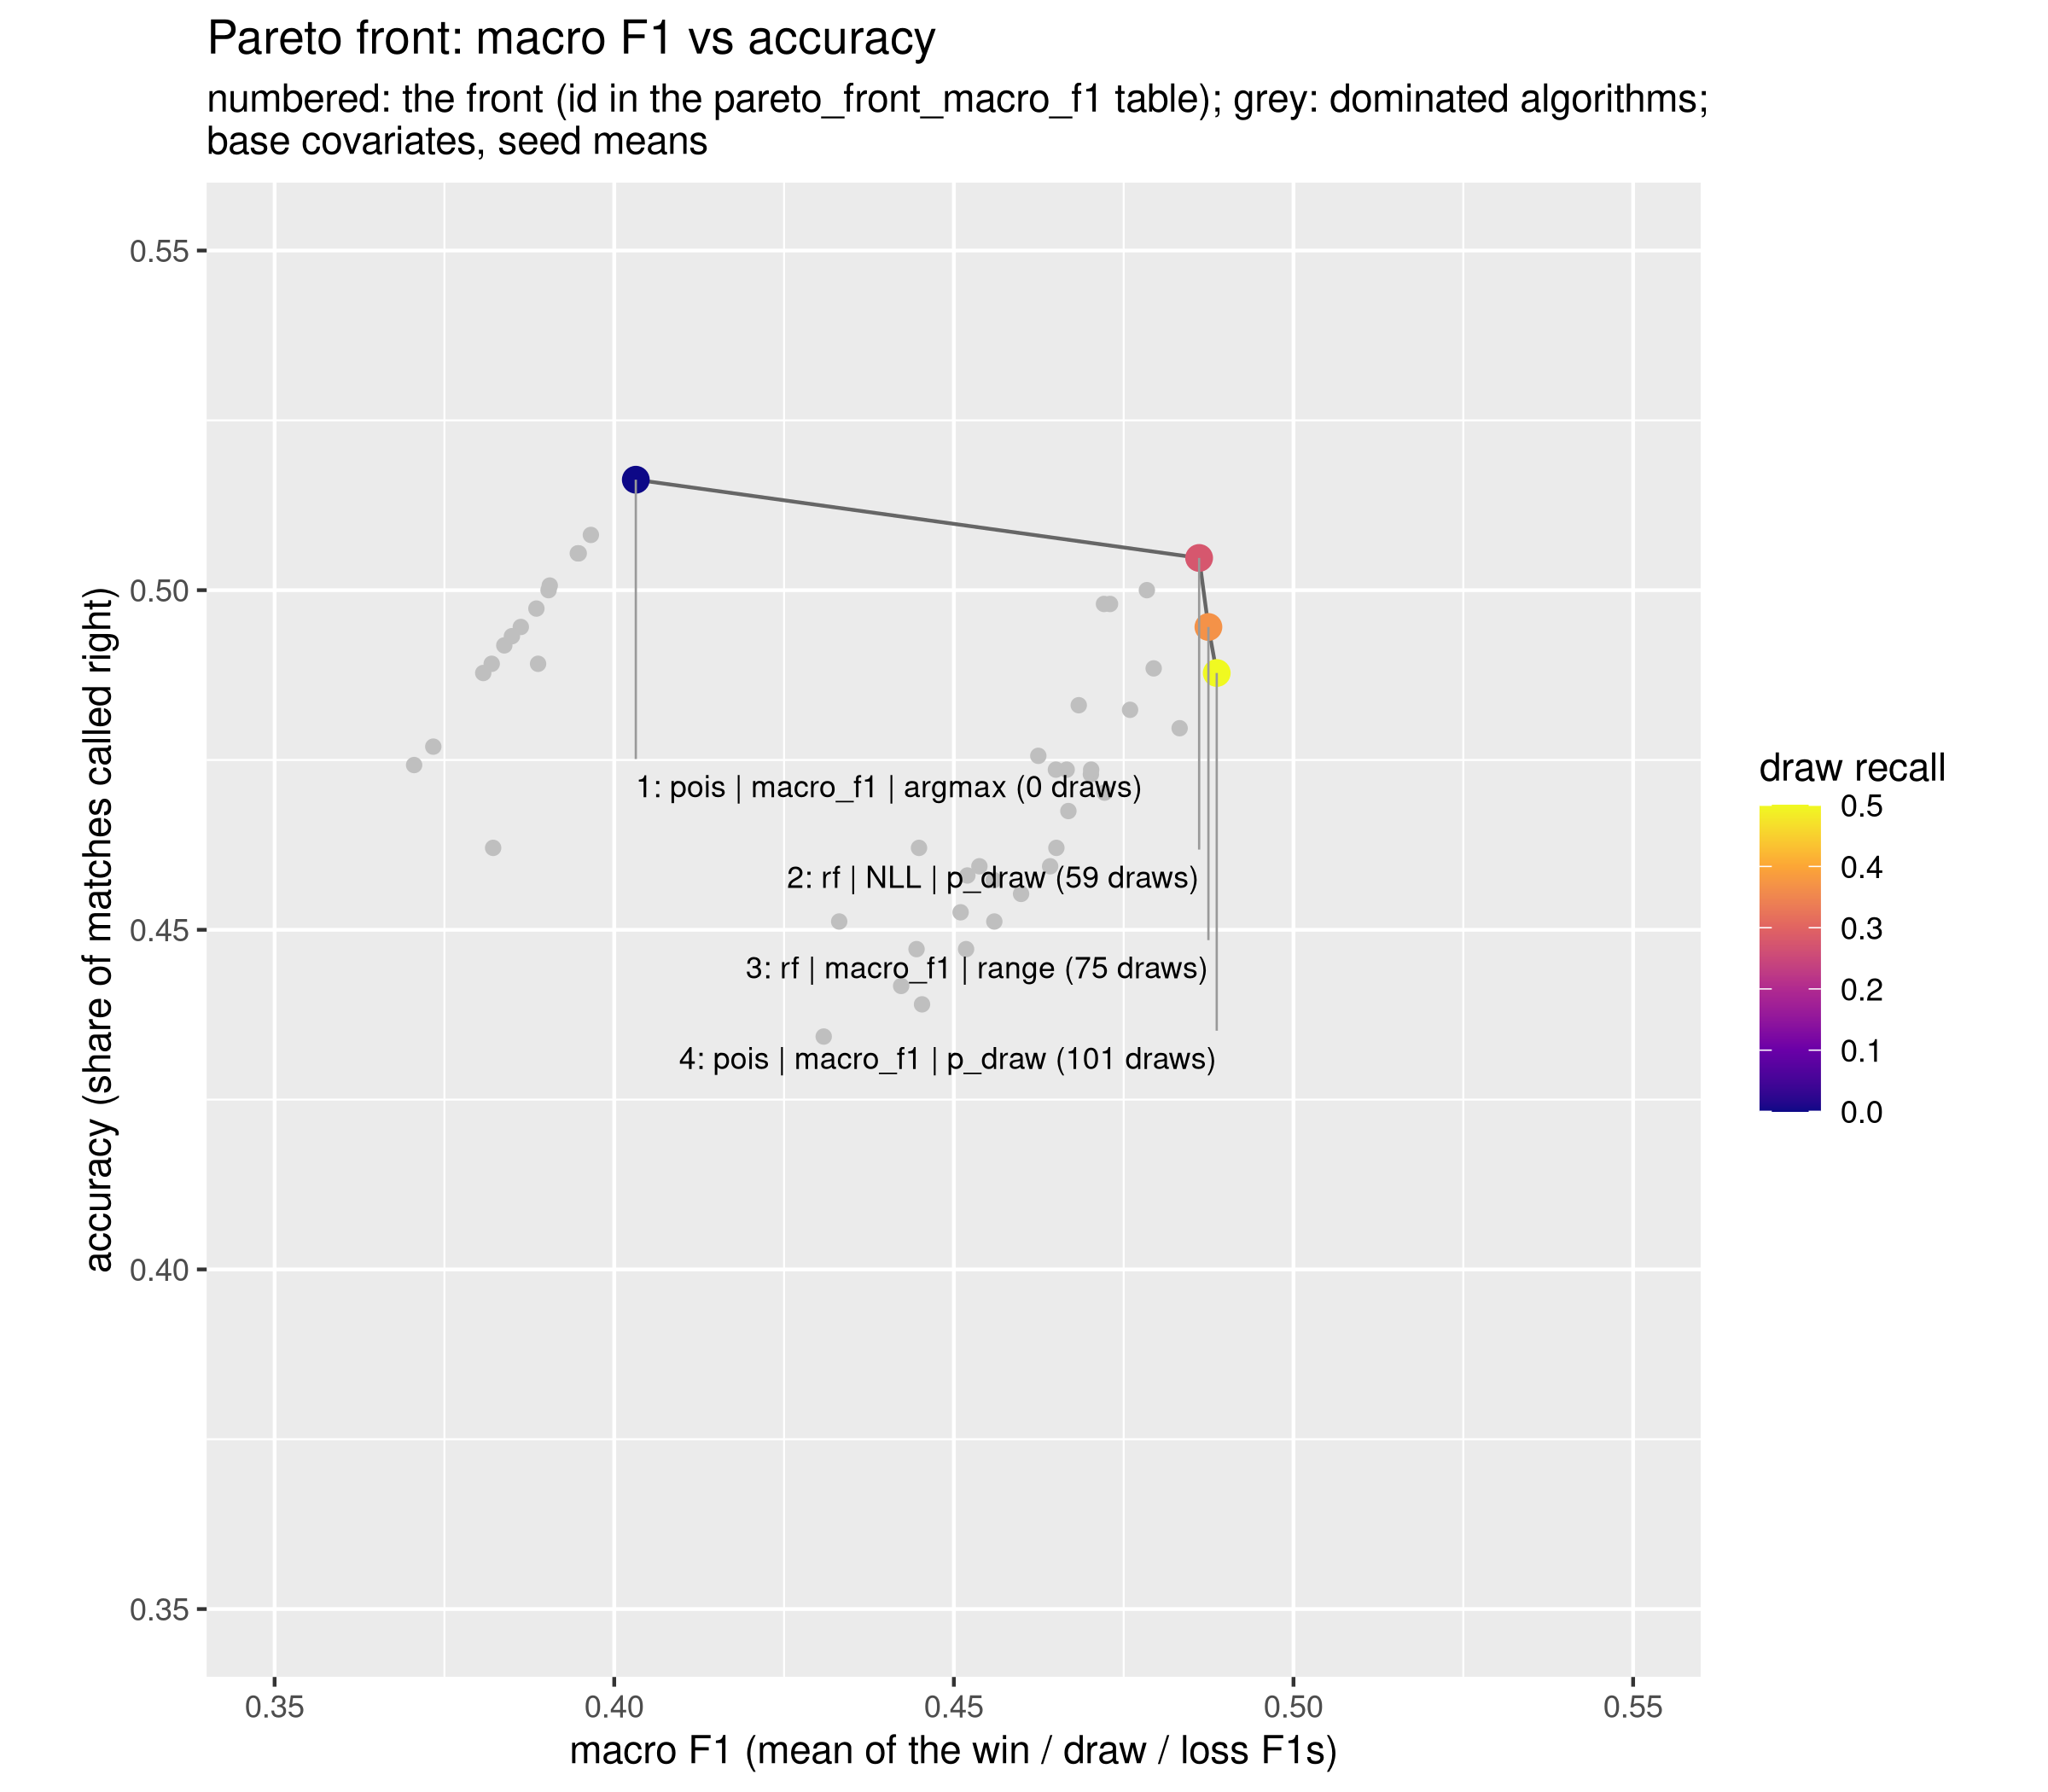 Pareto front: macro F1 vs accuracy
numbered: the front (id in the pareto_front_macro_f1 table); grey: dominated algorithms;
base covariates, seed means
accuracy (share of matches called right)
0.55
0.50
0.45
0.40
0.35
1: pois | macro_f1 | argmax (0 draws)
2: rf | NLL | p_draw (59 draws)
3: rf | macro_f1 | range (75 draws)
4: pois | macro_f1 | p_draw (101 draws)
draw recall
0.5
0.4
0.3
0.2
0.1
0.0
0.35
0.40
0.45
0.50
0.55
macro F1 (mean of the win / draw / loss F1s)